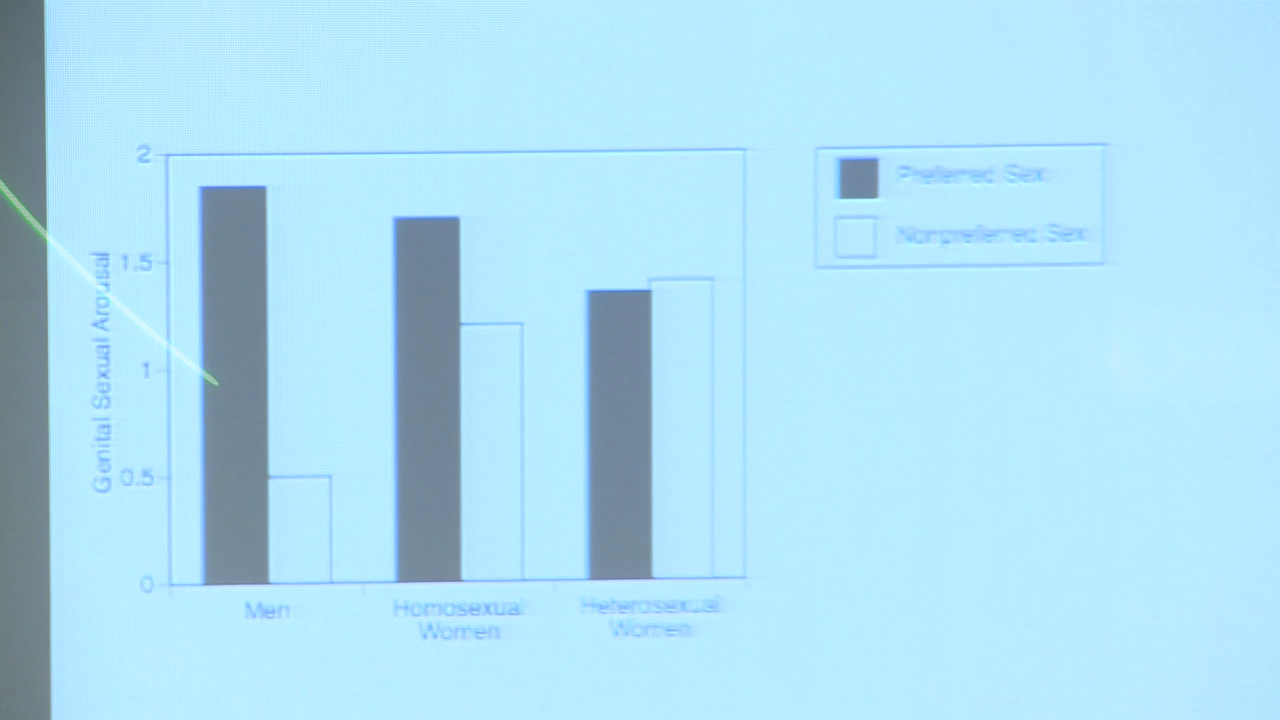 2
1.5
1
0.5
0
Genital Sexual Arousal
Men
Homosexual
Women
Heterosexual
Women
Preferred Sex
Nonpreferred Sex